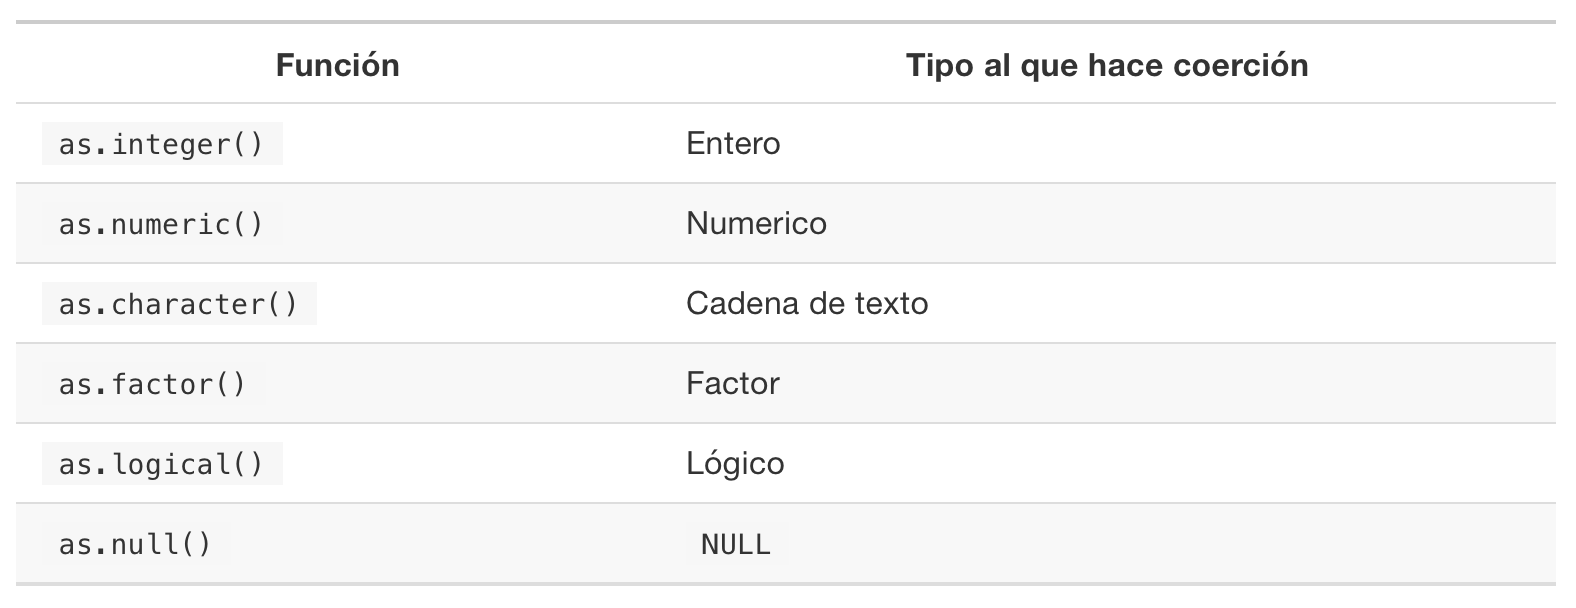 Función Tipo al que hace coerción
as.integer() Entero
as.numeric() Numerico
as.character() Cadena de texto
as.factor() Factor
as.logical() Lógico
as.null() NULL